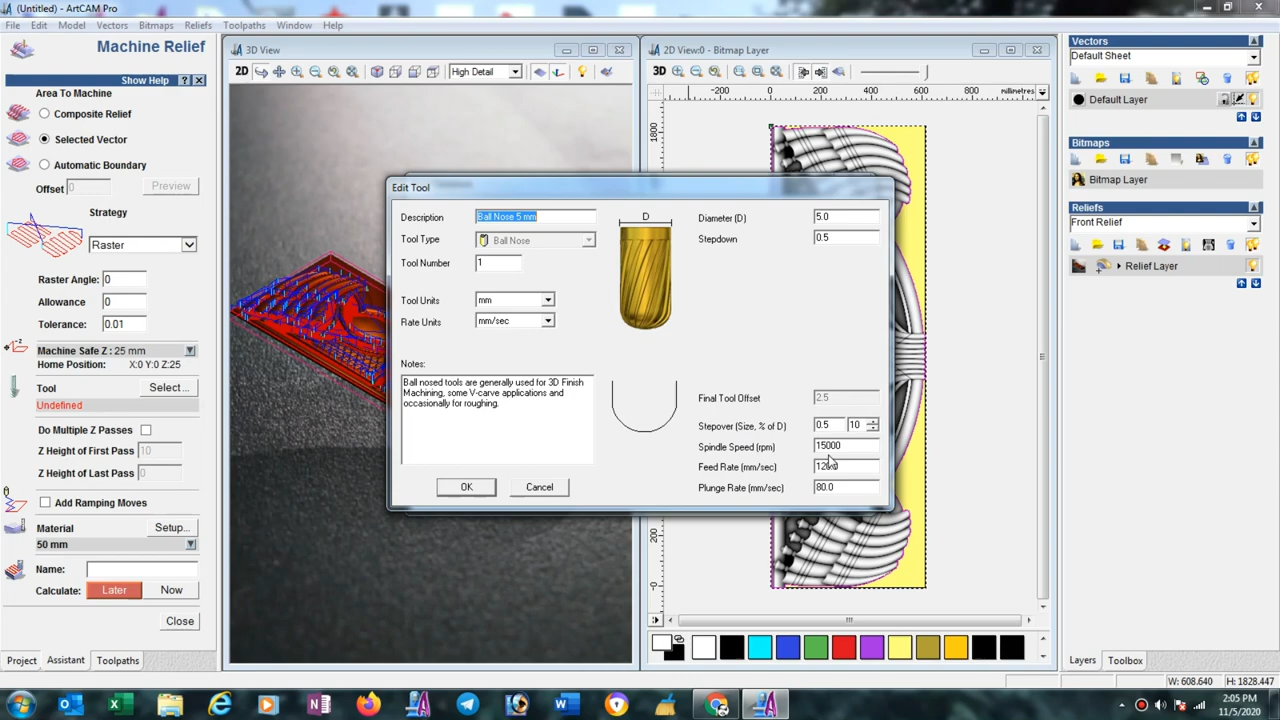 (Untitled) - ArtCAM Pro
File Edit Model Vectors Bitmaps Reliefs Toolpaths Window Help
Machine Relief
Show Help ?
Area To Machine
Composite Relief
Selected Vector
Automatic Boundary
Offset 0 Preview
Strategy
Raster
Raster Angle: 0
Allowance 0
Tolerance: 0.01
Machine Safe Z : 25 mm
Home Position: X:0 Y:0 Z:25
Tool Select ...
Undefined
Do Multiple Z Passes
Z Height of First Pass 10
Z Height of Last Pass 0
Add Ramping Moves
Material Setup...
50 mm
Name:
Calculate: Later Now
Close
Project Assistant Toolpaths
3D View
2D High Detail
2D View:0 - Bitmap Layer
3D
-200 0 200 400 600 800 millimetres
1800
200
-0
Edit Tool
Description Ball Nose 5 mm
Tool Type Ball Nose
Tool Number 1
Tool Units mm
Rate Units mm/sec
Notes:
Ball nosed tools are generally used for 3D Finish
Machining, some V-carve applications and
occasionally for roughing.
OK Cancel
D
Diameter (D) 5.0
Stepdown 0.5
Final Tool Offset 2.5
Stepover (Size, % of D) 0.5 10
Spindle Speed (rpm) 15000
Feed Rate (mm/sec)
Plunge Rate (mm/sec) 80.0
Vectors
Default Sheet
Default Layer
Bitmaps
Bitmap Layer
Reliefs
Front Relief
Relief Layer
Layers Toolbox
W: 608.640 H: 1828.447
2:05 PM
11/5/2020